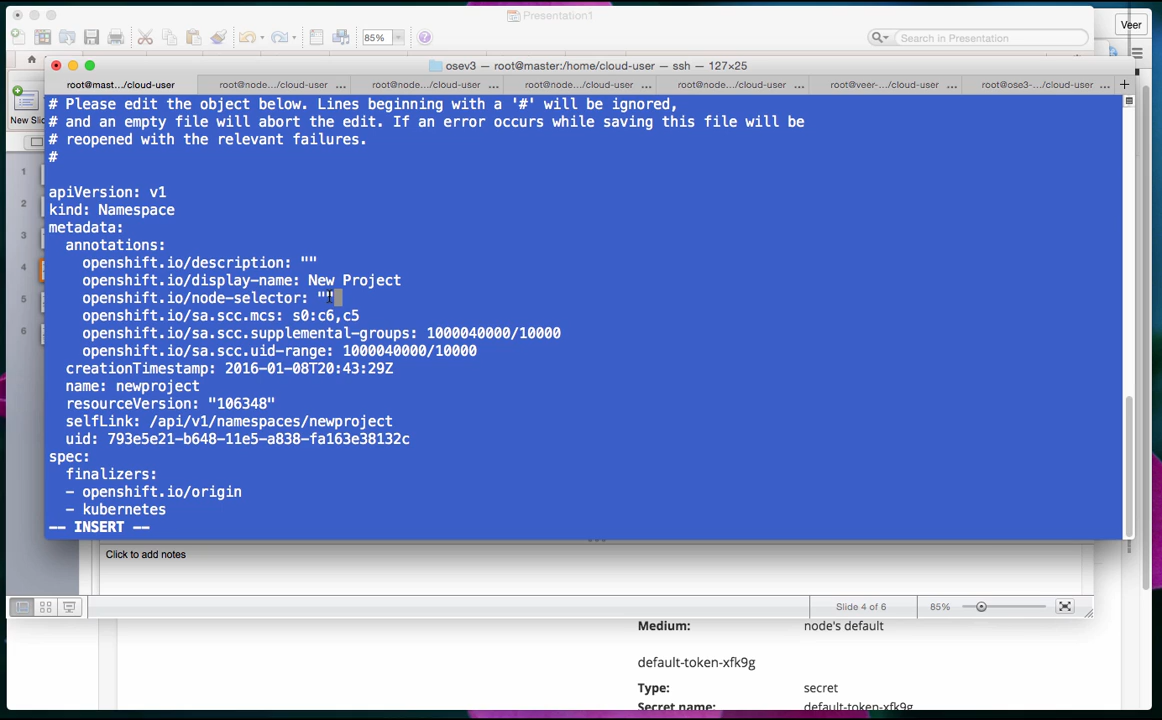 Presentation1
Veer
85%
Search in Presentation
osev3 — root@master:/home/cloud-user — ssh — 127×25
root@mast…/cloud-user
root@node…/cloud-user …
root@node…/cloud-user …
root@node…/cloud-user …
root@node…/cloud-user …
root@veer-…/cloud-user …
root@ose3-…/cloud-user …
New Sli
1
2
3
4
5
6
# Please edit the object below. Lines beginning with a '#' will be ignored,
# and an empty file will abort the edit. If an error occurs while saving this file will be
# reopened with the relevant failures.
#
apiVersion: v1
kind: Namespace
metadata:
  annotations:
    openshift.io/description: ""
    openshift.io/display-name: New Project
    openshift.io/node-selector: ""
    openshift.io/sa.scc.mcs: s0:c6,c5
    openshift.io/sa.scc.supplemental-groups: 1000040000/10000
    openshift.io/sa.scc.uid-range: 1000040000/10000
  creationTimestamp: 2016-01-08T20:43:29Z
  name: newproject
  resourceVersion: "106348"
  selfLink: /api/v1/namespaces/newproject
  uid: 793e5e21-b648-11e5-a838-fa163e38132c
spec:
  finalizers:
  - openshift.io/origin
  - kubernetes
-- INSERT --
Click to add notes
Slide 4 of 6
85%
Medium: node's default
default-token-xfk9g
Type: secret
Secret name: default-token-xfk9g